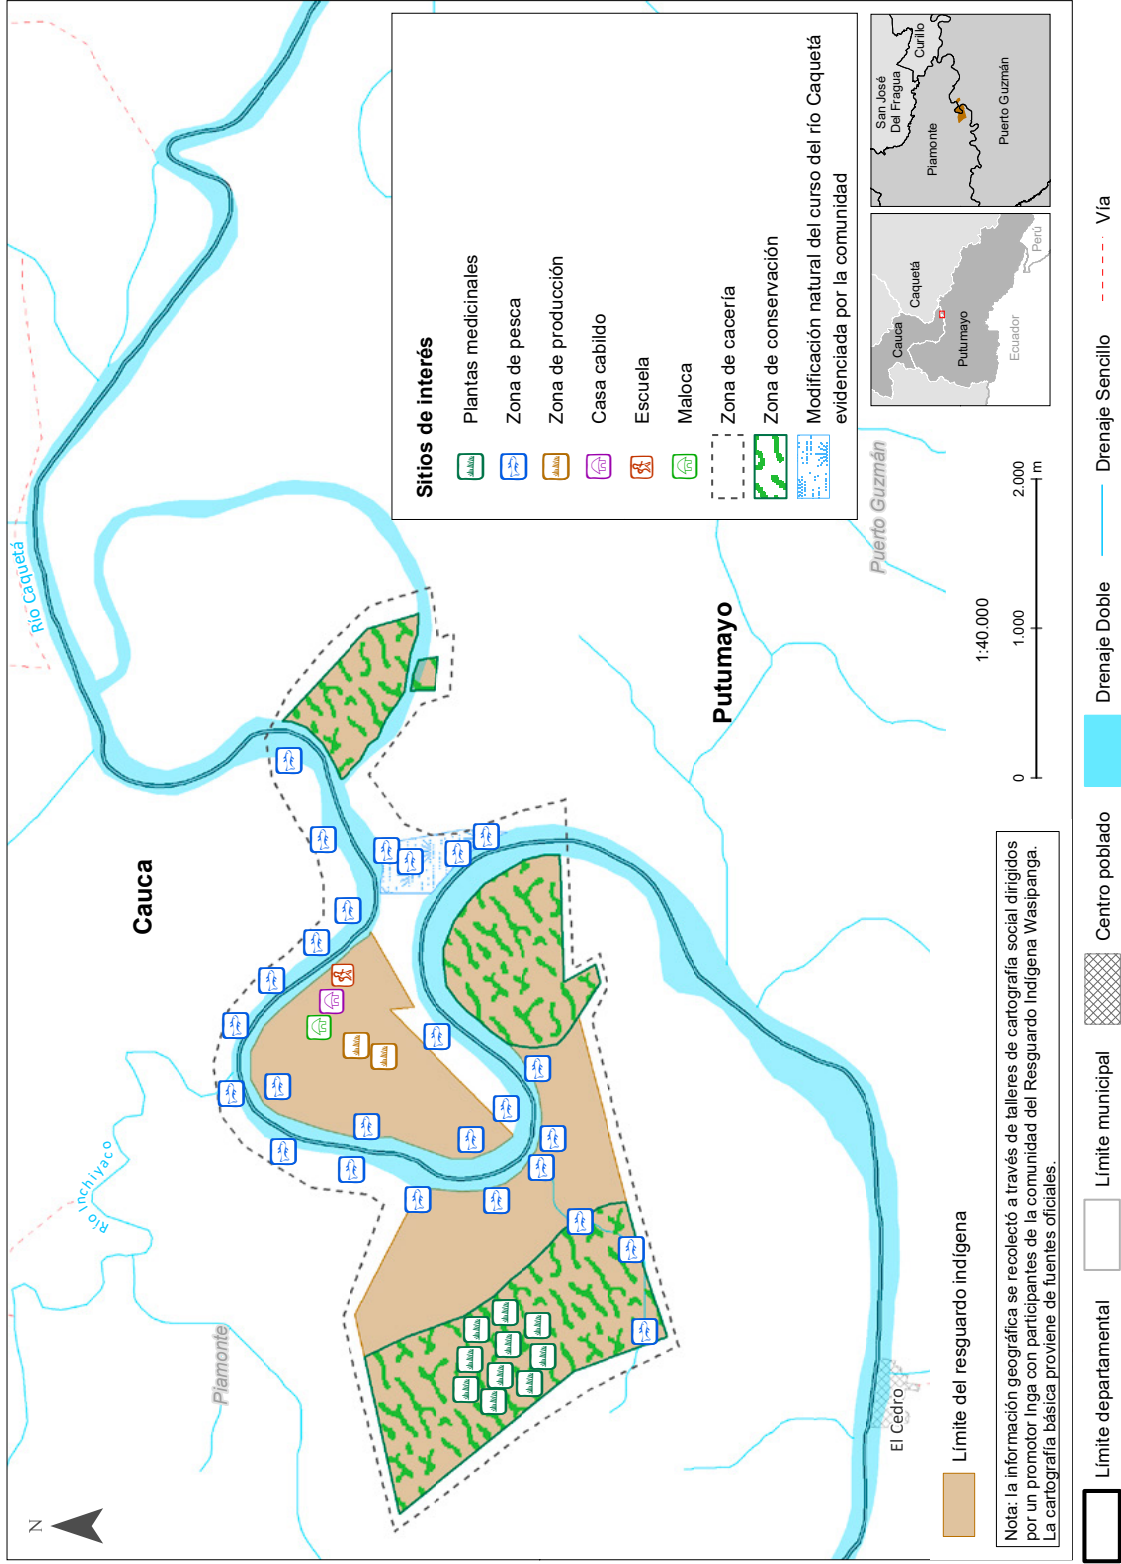 N
Río Caquetá
Río Inchiyaco
Piamonte
Cauca
Putumayo
Puerto Guzmán
El Cedro
Sitios de interés
Plantas medicinales
Zona de pesca
Zona de producción
Casa cabildo
Escuela
Maloca
Zona de cacería
Zona de conservación
Modificación natural del curso del río Caquetá
evidenciada por la comunidad
Límite del resguardo indígena
1:40.000
0 1.000 2.000
m
Cauca
Caquetá
Putumayo
Ecuador
Perú
San José
Del Fragua
Curillo
Piamonte
Puerto Guzmán
Nota: la información geográfica se recolectó a través de talleres de cartografía social dirigidos
por un promotor Inga con participantes de la comunidad del Resguardo Indígena Wasipanga.
La cartografía básica proviene de fuentes oficiales.
Límite departamental
Límite municipal
Centro poblado
Drenaje Doble
Drenaje Sencillo
Vía